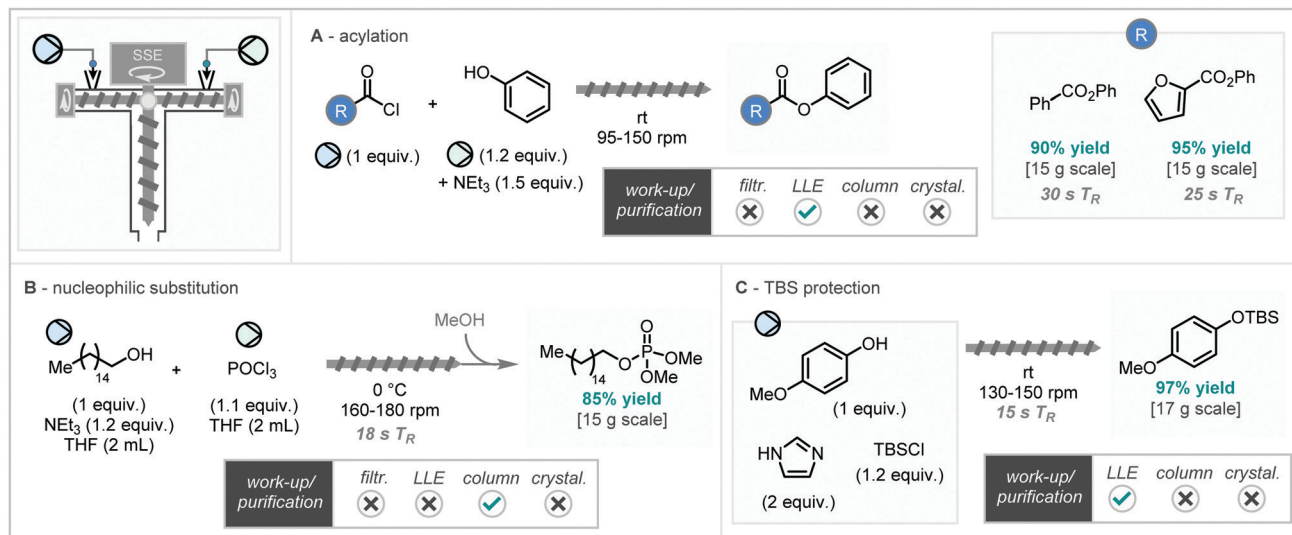 SSE
A - acylation
R
O
Cl
+
HO
rt
95-150 rpm
R
O
O
(1 equiv.)
(1.2 equiv.)
+ NEt3 (1.5 equiv.)
work-up/
purification
filtr.
LLE
column
crystal.
R
Ph
CO2Ph
90% yield
[15 g scale]
30 s TR
O
CO2Ph
95% yield
[15 g scale]
25 s TR
B - nucleophilic substitution
Me
14
OH
(1 equiv.)
NEt3 (1.2 equiv.)
THF (2 mL)
+
POCl3
(1.1 equiv.)
THF (2 mL)
MeOH
0 °C
160-180 rpm
18 s TR
Me
14
O
P
O
OMe
OMe
85% yield
[15 g scale]
work-up/
purification
filtr.
LLE
column
crystal.
C - TBS protection
OH
MeO
(1 equiv.)
HN
N
(2 equiv.)
TBSCl
(1.2 equiv.)
rt
130-150 rpm
15 s TR
OTBS
MeO
97% yield
[17 g scale]
work-up/
purification
LLE
column
crystal.